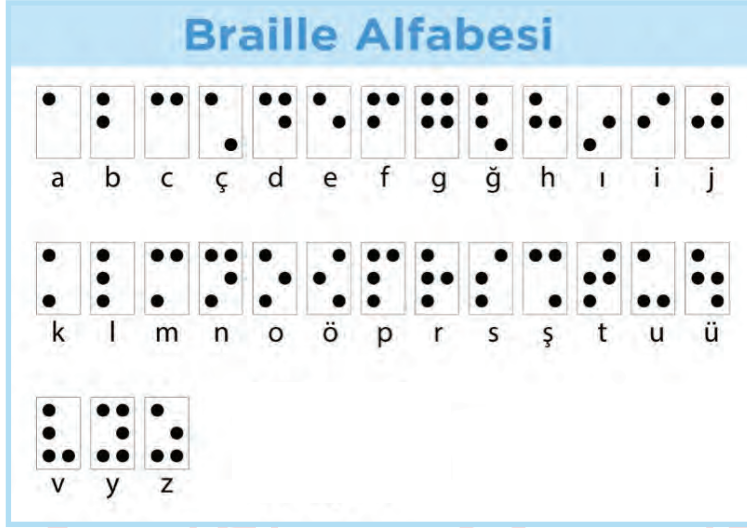 Braille Alfabesi
a b c ç d e f g ğ h ı i j
k l m n o ö p r s ş t u ü
v y z